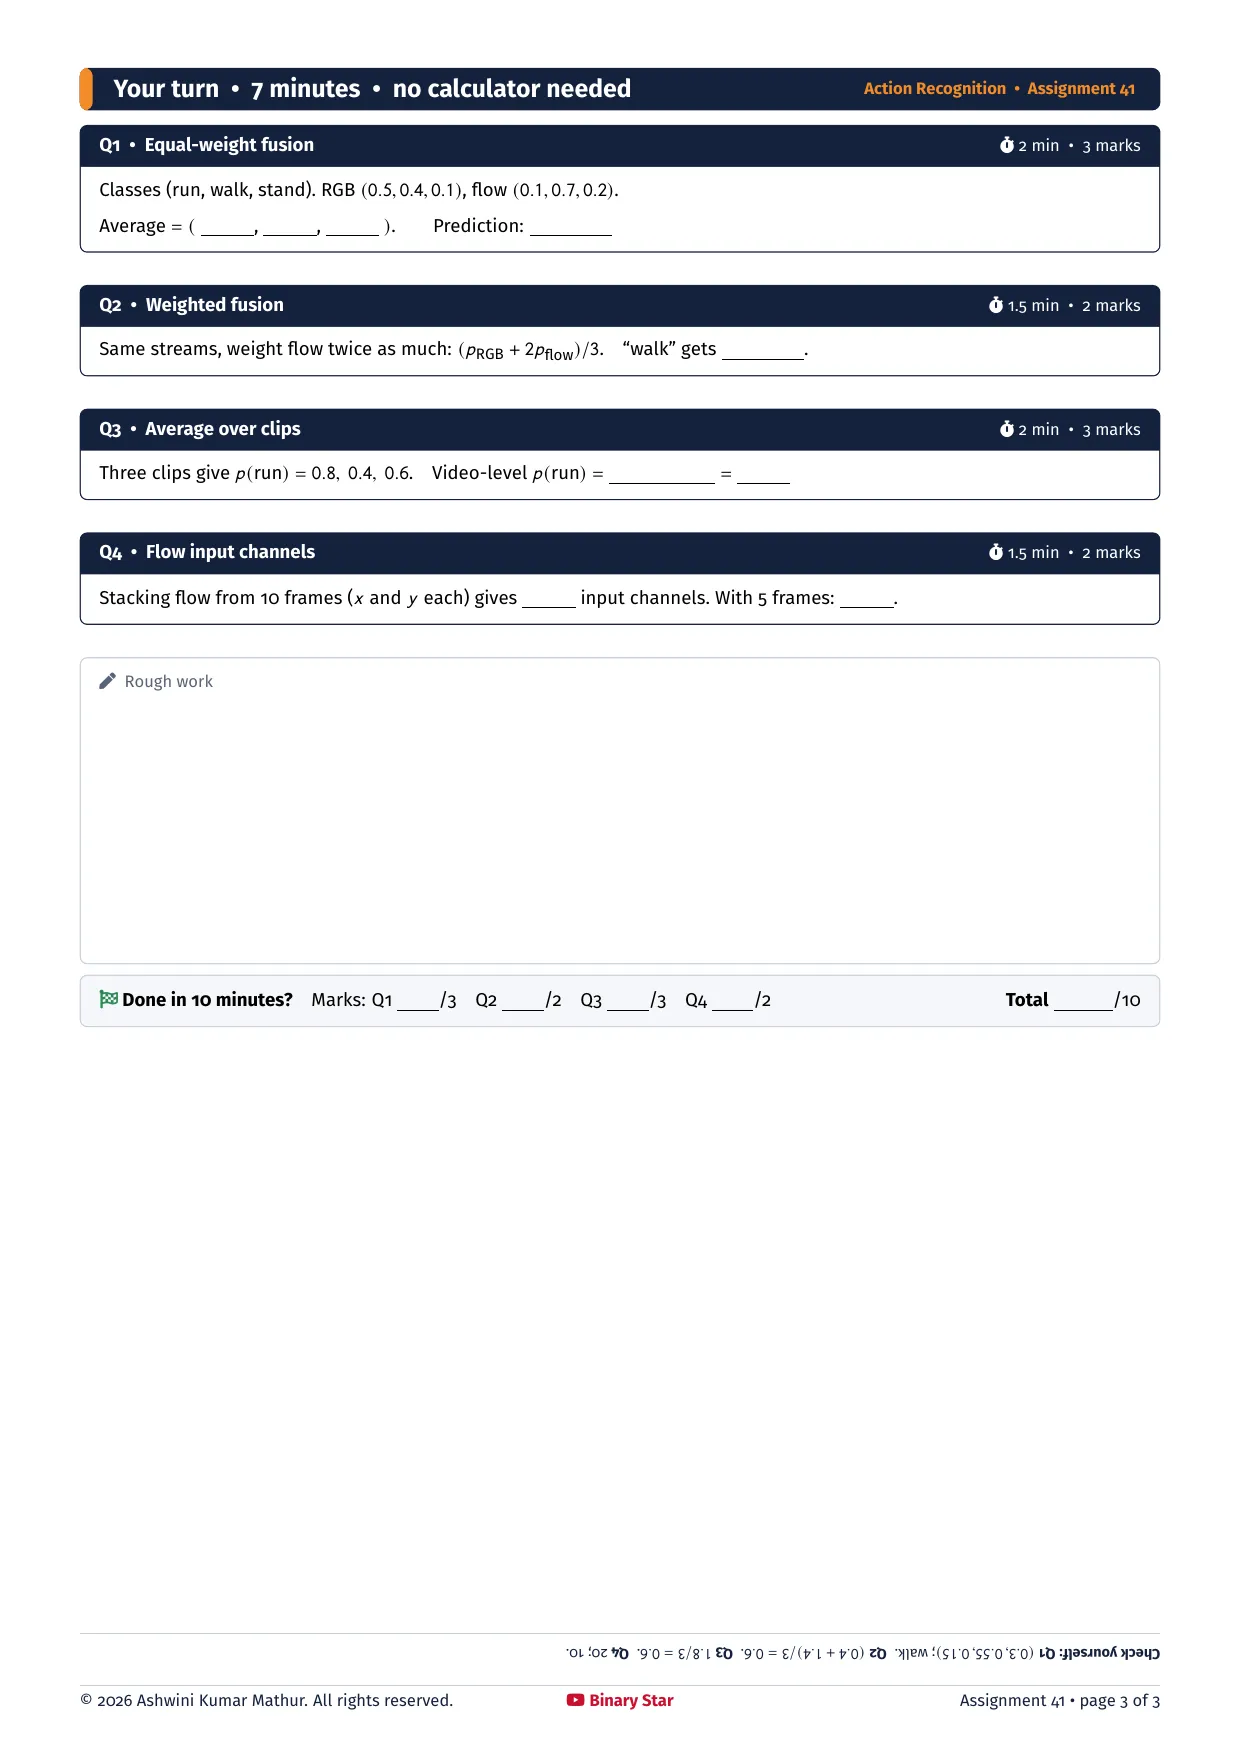 Your turn • 7 minutes • no calculator needed
Action Recognition • Assignment 41
Q1 • Equal-weight fusion
2 min • 3 marks
Classes (run, walk, stand). RGB (0.5, 0.4, 0.1), flow (0.1, 0.7, 0.2).
Average = ( _____, _____, _____ ). Prediction: ________
Q2 • Weighted fusion
1.5 min • 2 marks
Same streams, weight flow twice as much: (pRGB + 2pflow)/3. “walk” gets ________.
Q3 • Average over clips
2 min • 3 marks
Three clips give p(run) = 0.8, 0.4, 0.6. Video-level p(run) = __________ = _____
Q4 • Flow input channels
1.5 min • 2 marks
Stacking flow from 10 frames (x and y each) gives _____ input channels. With 5 frames: _____.
Rough work
Done in 10 minutes? Marks: Q1 ____/3 Q2 ____/2 Q3 ____/3 Q4 ____/2
Total ______/10
Check yourself: Q1 (0.3, 0.55, 0.15); walk. Q2 (0.4 + 1.4)/3 = 0.6. Q3 1.8/3 = 0.6. Q4 20; 10.
© 2026 Ashwini Kumar Mathur. All rights reserved.
Binary Star
Assignment 41 • page 3 of 3